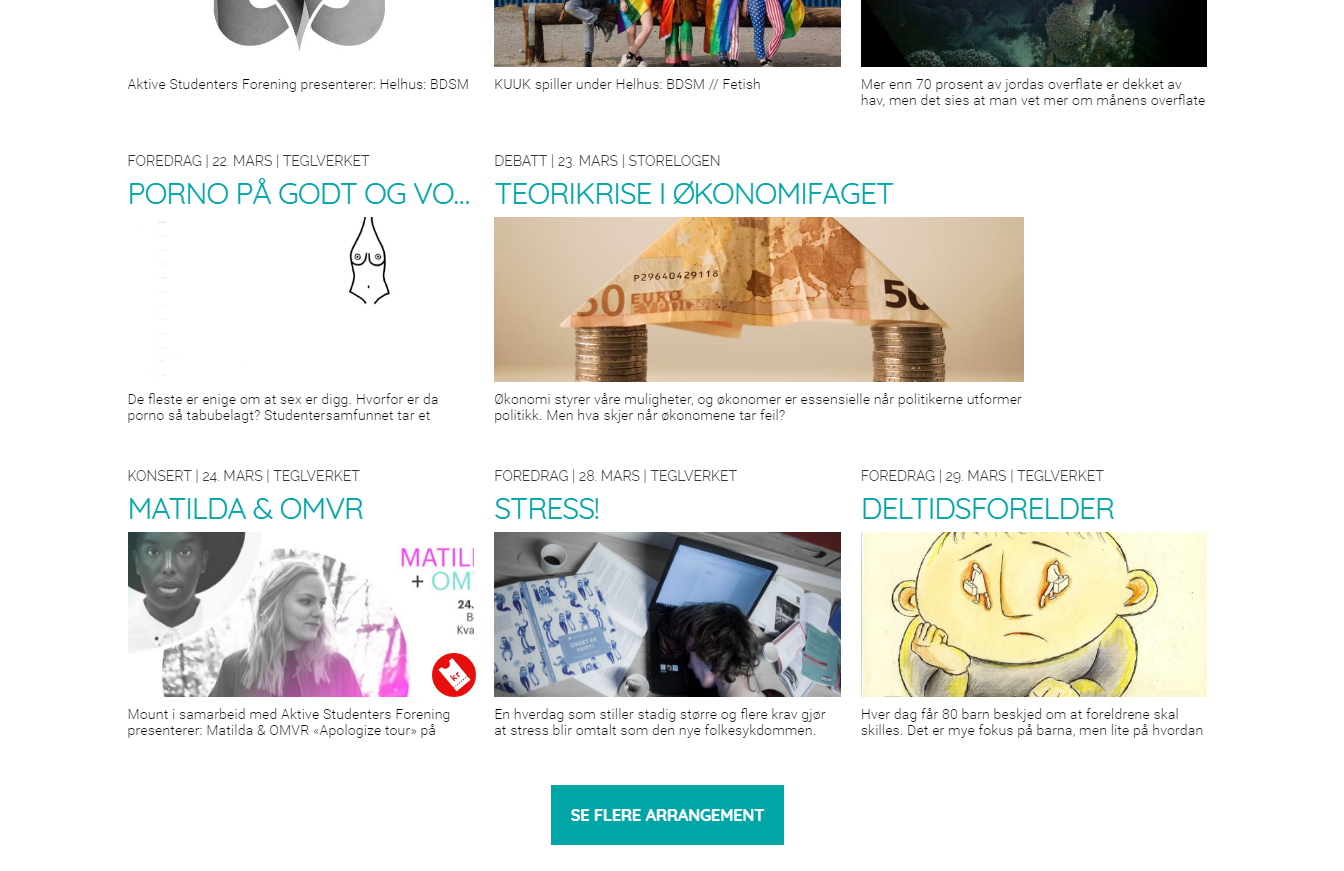 Aktive Studenters Forening presenterer: Helhus: BDSM
KUUK spiller under Helhus: BDSM // Fetish
Mer enn 70 prosent av jordas overflate er dekket av
hav, men det sies at man vet mer om månens overflate
FOREDRAG | 22. MARS | TEGLVERKET
PORNO PÅ GODT OG VO...
De fleste er enige om at sex er digg. Hvorfor er da
porno så tabubelagt? Studentersamfunnet tar et
DEBATT | 23. MARS | STORELOGEN
TEORIKRISE I ØKONOMIFAGET
P29640429118
50 EURO
50
Økonomi styrer våre muligheter, og økonomer er essensielle når politikerne utformer
politikk. Men hva skjer når økonomene tar feil?
KONSERT | 24. MARS | TEGLVERKET
MATILDA & OMVR
MATIL
+ OM
24.
B
Kva
kr
Mount i samarbeid med Aktive Studenters Forening
presenterer: Matilda & OMVR «Apologize tour» på
FOREDRAG | 28. MARS | TEGLVERKET
STRESS!
En hverdag som stiller stadig større og flere krav gjør
at stress blir omtalt som den nye folkesykdommen.
FOREDRAG | 29. MARS | TEGLVERKET
DELTIDSFORELDER
Hver dag får 80 barn beskjed om at foreldrene skal
skilles. Det er mye fokus på barna, men lite på hvordan
SE FLERE ARRANGEMENT